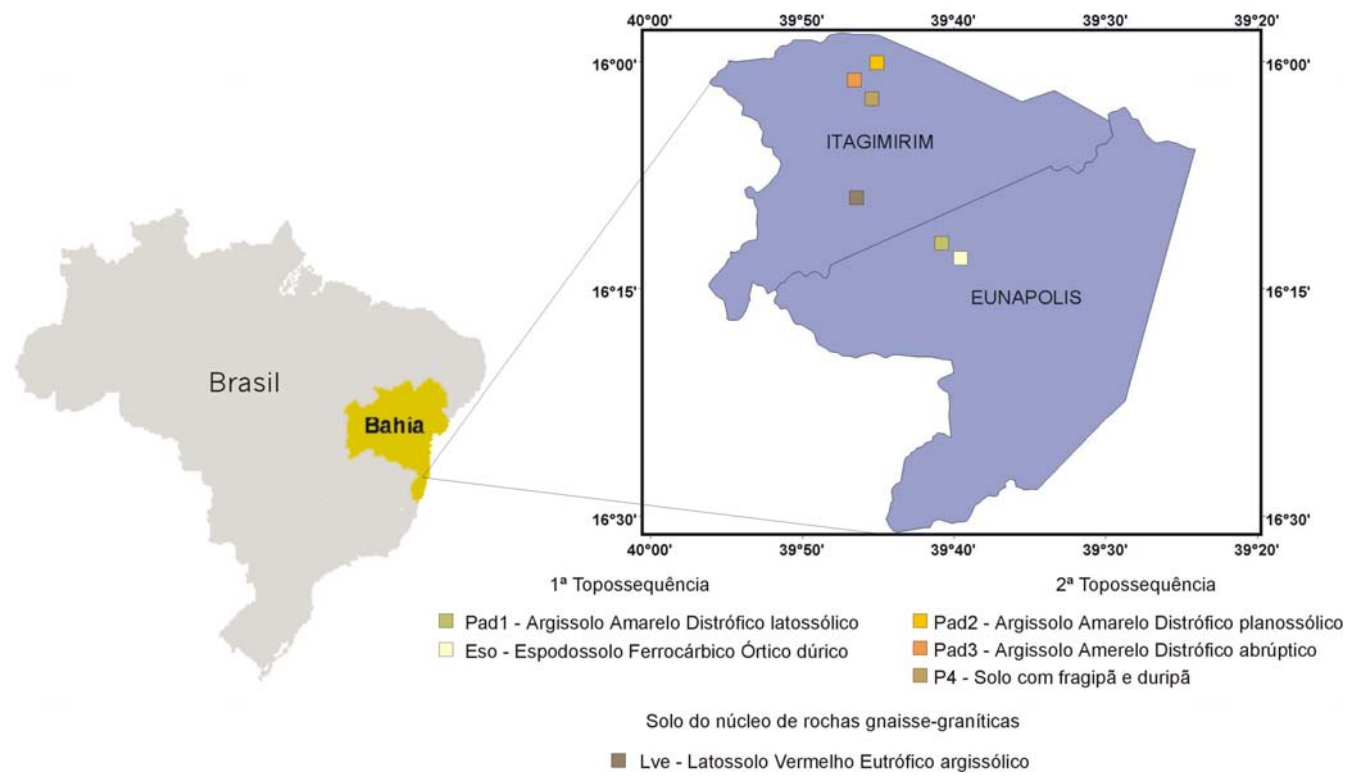 40°00' 39°50' 39°40' 39°30' 39°20'
16°00' 16°00'
ITAGIMIRIM
16°15' 16°15'
EUNAPOLIS
Brasil
Bahia
16°30' 16°30'
40°00' 39°50' 39°40' 39°30' 39°20'
1ª Topossequência
Pad1 - Argissolo Amarelo Distrófico latossólico
Eso - Espodossolo Ferrocárbico Órtico dúrico
2ª Topossequência
Pad2 - Argissolo Amarelo Distrófico planossólico
Pad3 - Argissolo Amerelo Distrófico abrúptico
P4 - Solo com fragipã e duripã
Solo do núcleo de rochas gnaisse-graníticas
Lve - Latossolo Vermelho Eutrófico argissólico